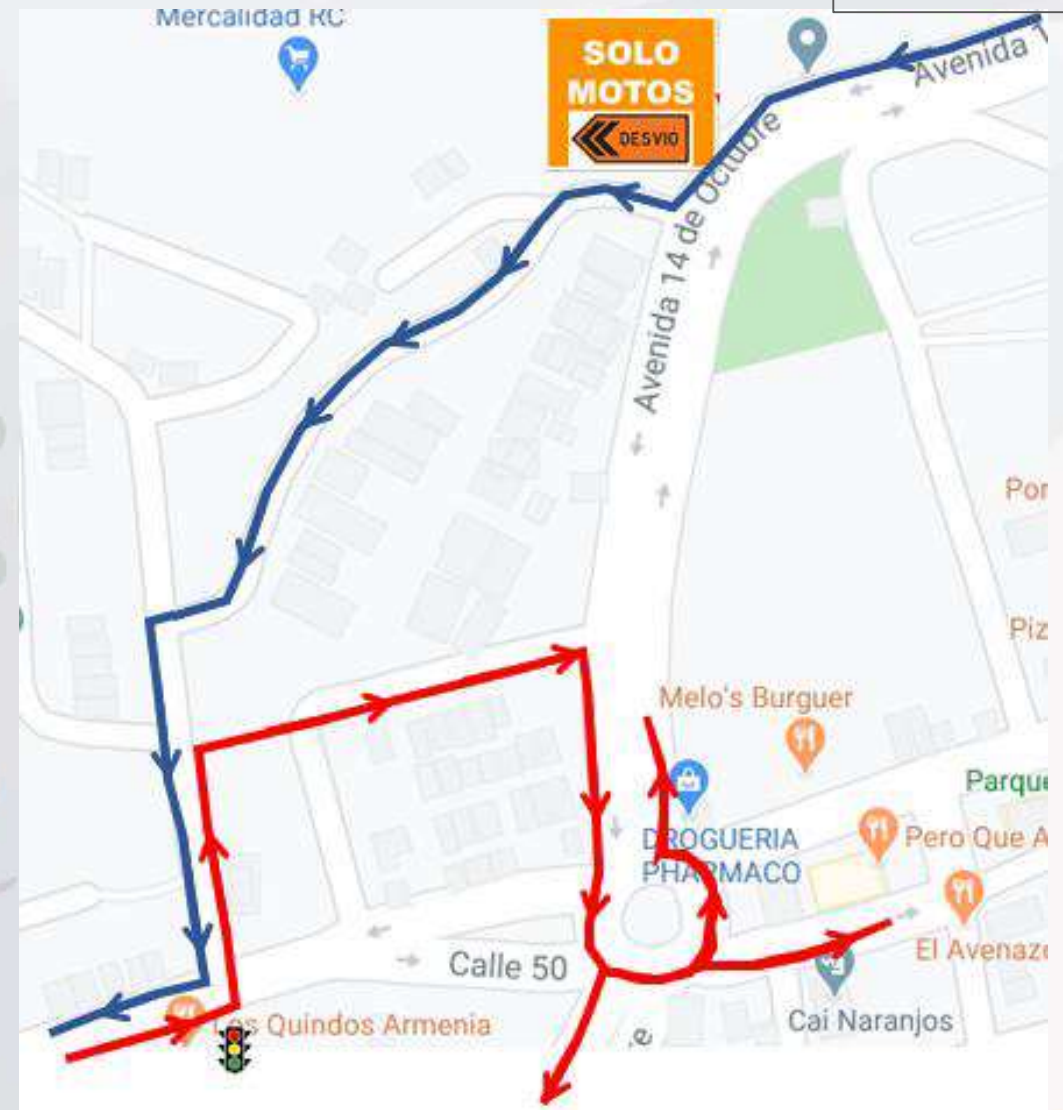 Mercalidad RC
SOLO
MOTOS
DESVIO
Avenida 1
Avenida 14 de Octubre
Por
Piz
Melo's Burguer
Parque
DROGUERIA
PHARMACO
Pero Que A
El Avenaz
Calle 50
Los Quindos Armenia
Cai Naranjos